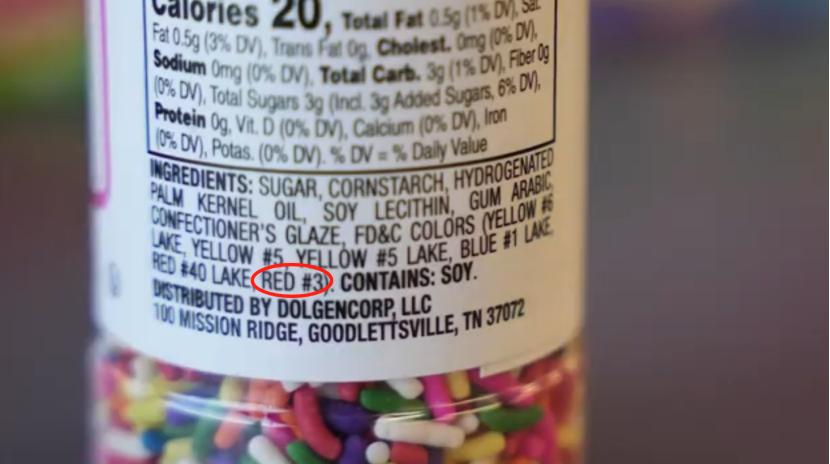 Calories 20, Total Fat 0.5g (1% DV), Sat.
Fat 0.5g (3% DV), Trans Fat 0g, Cholest. 0mg (0% DV),
Sodium 0mg (0% DV), Total Carb. 3g (1% DV), Fiber 0g
(0% DV), Total Sugars 3g (Incl. 3g Added Sugars, 6% DV),
Protein 0g, Vit. D (0% DV), Calcium (0% DV), Iron
(0% DV), Potas. (0% DV). % DV = % Daily Value
INGREDIENTS: SUGAR, CORNSTARCH, HYDROGENATED
PALM KERNEL OIL, SOY LECITHIN, GUM ARABIC,
CONFECTIONER'S GLAZE, FD&C COLORS (YELLOW #6
LAKE, YELLOW #5, YELLOW #5 LAKE, BLUE #1 LAKE,
RED #40 LAKE, RED #3). CONTAINS: SOY.
DISTRIBUTED BY DOLGENCORP, LLC
100 MISSION RIDGE, GOODLETTSVILLE, TN 37072